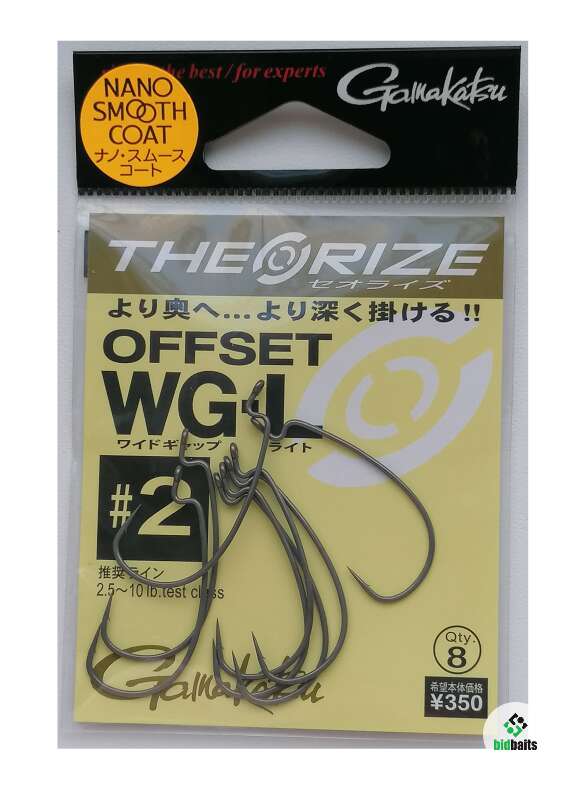 the best / for experts
Gamakatsu
NANO
SMOOTH
COAT
ナノ・スムース
コート
THEORIZE
セオライズ
より奥へ...より深く掛ける!!
OFFSET
WG-L
ワイドギャップ ライト
#2
推奨ライン
2.5～10 lb.test class
Gamakatsu
Qty.
8
希望本体価格
¥350
bidbaits